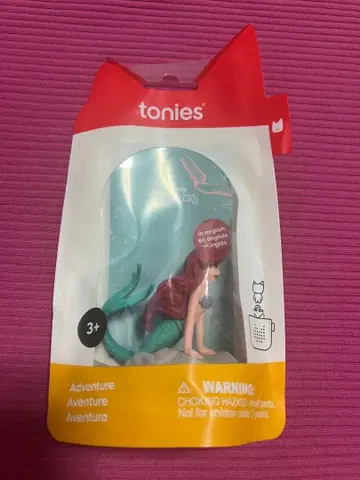 tonies®
in english
en anglais
en inglés
3+
Adventure
Aventure
Aventura
WARNING:
CHOKING HAZARD-small parts.
Not for children under 3 years.